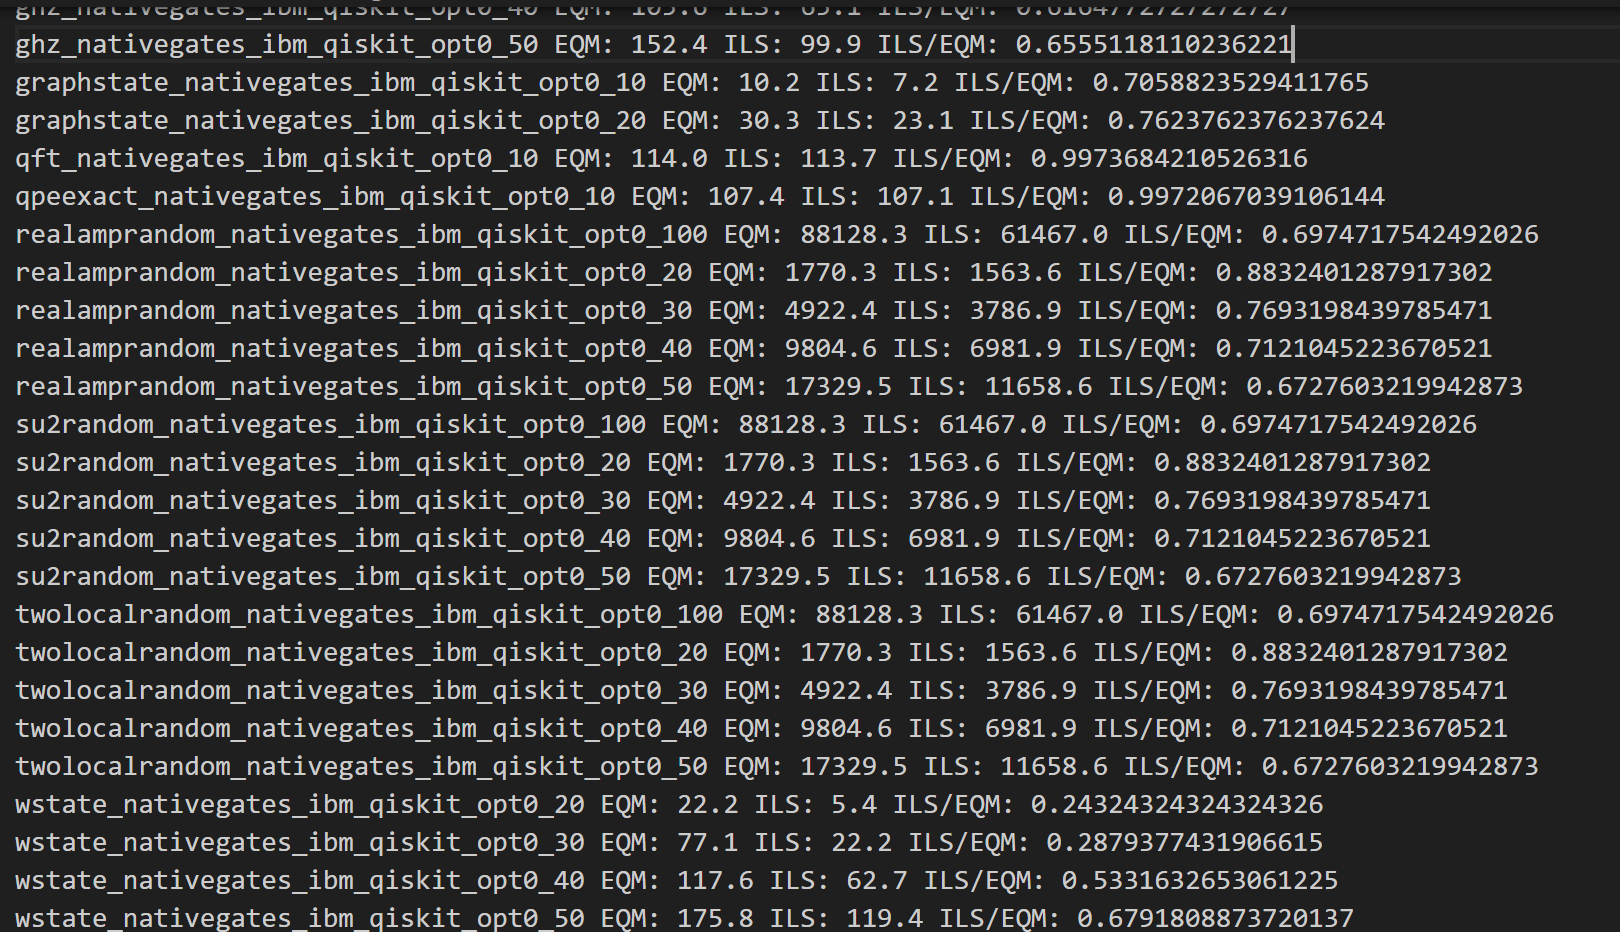 ghz_nativegates_ibm_qiskit_opt0_40 EQM: 105.6 ILS: 65.1 ILS/EQM: 0.6164772727272727
ghz_nativegates_ibm_qiskit_opt0_50 EQM: 152.4 ILS: 99.9 ILS/EQM: 0.6555118110236221
graphstate_nativegates_ibm_qiskit_opt0_10 EQM: 10.2 ILS: 7.2 ILS/EQM: 0.7058823529411765
graphstate_nativegates_ibm_qiskit_opt0_20 EQM: 30.3 ILS: 23.1 ILS/EQM: 0.7623762376237624
qft_nativegates_ibm_qiskit_opt0_10 EQM: 114.0 ILS: 113.7 ILS/EQM: 0.9973684210526316
qpeexact_nativegates_ibm_qiskit_opt0_10 EQM: 107.4 ILS: 107.1 ILS/EQM: 0.9972067039106144
realamprandom_nativegates_ibm_qiskit_opt0_100 EQM: 88128.3 ILS: 61467.0 ILS/EQM: 0.6974717542492026
realamprandom_nativegates_ibm_qiskit_opt0_20 EQM: 1770.3 ILS: 1563.6 ILS/EQM: 0.8832401287917302
realamprandom_nativegates_ibm_qiskit_opt0_30 EQM: 4922.4 ILS: 3786.9 ILS/EQM: 0.7693198439785471
realamprandom_nativegates_ibm_qiskit_opt0_40 EQM: 9804.6 ILS: 6981.9 ILS/EQM: 0.7121045223670521
realamprandom_nativegates_ibm_qiskit_opt0_50 EQM: 17329.5 ILS: 11658.6 ILS/EQM: 0.6727603219942873
su2random_nativegates_ibm_qiskit_opt0_100 EQM: 88128.3 ILS: 61467.0 ILS/EQM: 0.6974717542492026
su2random_nativegates_ibm_qiskit_opt0_20 EQM: 1770.3 ILS: 1563.6 ILS/EQM: 0.8832401287917302
su2random_nativegates_ibm_qiskit_opt0_30 EQM: 4922.4 ILS: 3786.9 ILS/EQM: 0.7693198439785471
su2random_nativegates_ibm_qiskit_opt0_40 EQM: 9804.6 ILS: 6981.9 ILS/EQM: 0.7121045223670521
su2random_nativegates_ibm_qiskit_opt0_50 EQM: 17329.5 ILS: 11658.6 ILS/EQM: 0.6727603219942873
twolocalrandom_nativegates_ibm_qiskit_opt0_100 EQM: 88128.3 ILS: 61467.0 ILS/EQM: 0.6974717542492026
twolocalrandom_nativegates_ibm_qiskit_opt0_20 EQM: 1770.3 ILS: 1563.6 ILS/EQM: 0.8832401287917302
twolocalrandom_nativegates_ibm_qiskit_opt0_30 EQM: 4922.4 ILS: 3786.9 ILS/EQM: 0.7693198439785471
twolocalrandom_nativegates_ibm_qiskit_opt0_40 EQM: 9804.6 ILS: 6981.9 ILS/EQM: 0.7121045223670521
twolocalrandom_nativegates_ibm_qiskit_opt0_50 EQM: 17329.5 ILS: 11658.6 ILS/EQM: 0.6727603219942873
wstate_nativegates_ibm_qiskit_opt0_20 EQM: 22.2 ILS: 5.4 ILS/EQM: 0.24324324324324326
wstate_nativegates_ibm_qiskit_opt0_30 EQM: 77.1 ILS: 22.2 ILS/EQM: 0.2879377431906615
wstate_nativegates_ibm_qiskit_opt0_40 EQM: 117.6 ILS: 62.7 ILS/EQM: 0.5331632653061225
wstate_nativegates_ibm_qiskit_opt0_50 EQM: 175.8 ILS: 119.4 ILS/EQM: 0.6791808873720137